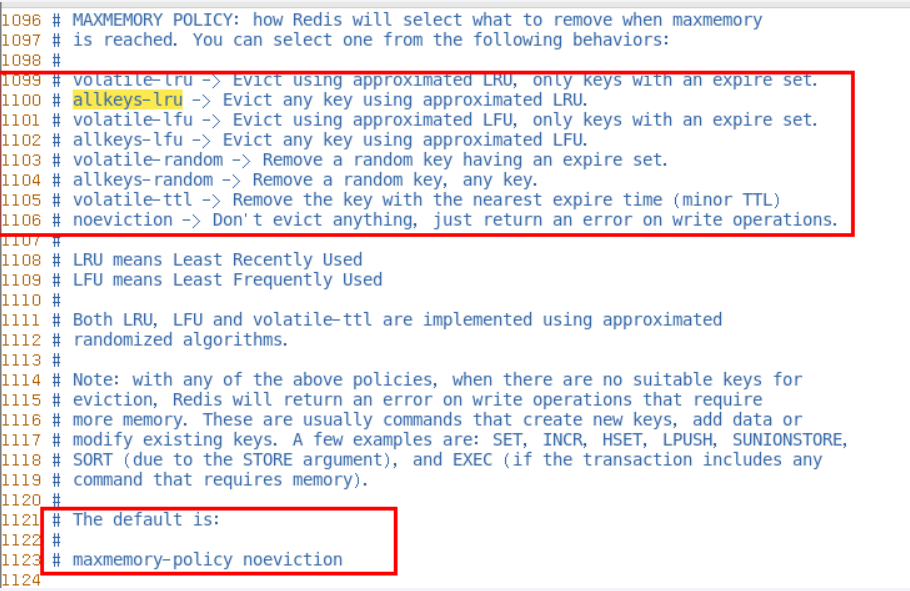 1096 # MAXMEMORY POLICY: how Redis will select what to remove when maxmemory
1097 # is reached. You can select one from the following behaviors:
1098 #
1099 # volatile-lru -> Evict using approximated LRU, only keys with an expire set.
1100 # allkeys-lru -> Evict any key using approximated LRU.
1101 # volatile-lfu -> Evict using approximated LFU, only keys with an expire set.
1102 # allkeys-lfu -> Evict any key using approximated LFU.
1103 # volatile-random -> Remove a random key having an expire set.
1104 # allkeys-random -> Remove a random key, any key.
1105 # volatile-ttl -> Remove the key with the nearest expire time (minor TTL)
1106 # noeviction -> Don't evict anything, just return an error on write operations.
1107 #
1108 # LRU means Least Recently Used
1109 # LFU means Least Frequently Used
1110 #
1111 # Both LRU, LFU and volatile-ttl are implemented using approximated
1112 # randomized algorithms.
1113 #
1114 # Note: with any of the above policies, when there are no suitable keys for
1115 # eviction, Redis will return an error on write operations that require
1116 # more memory. These are usually commands that create new keys, add data or
1117 # modify existing keys. A few examples are: SET, INCR, HSET, LPUSH, SUNIONSTORE,
1118 # SORT (due to the STORE argument), and EXEC (if the transaction includes any
1119 # command that requires memory).
1120 #
1121 # The default is:
1122 #
1123 # maxmemory-policy noeviction
1124